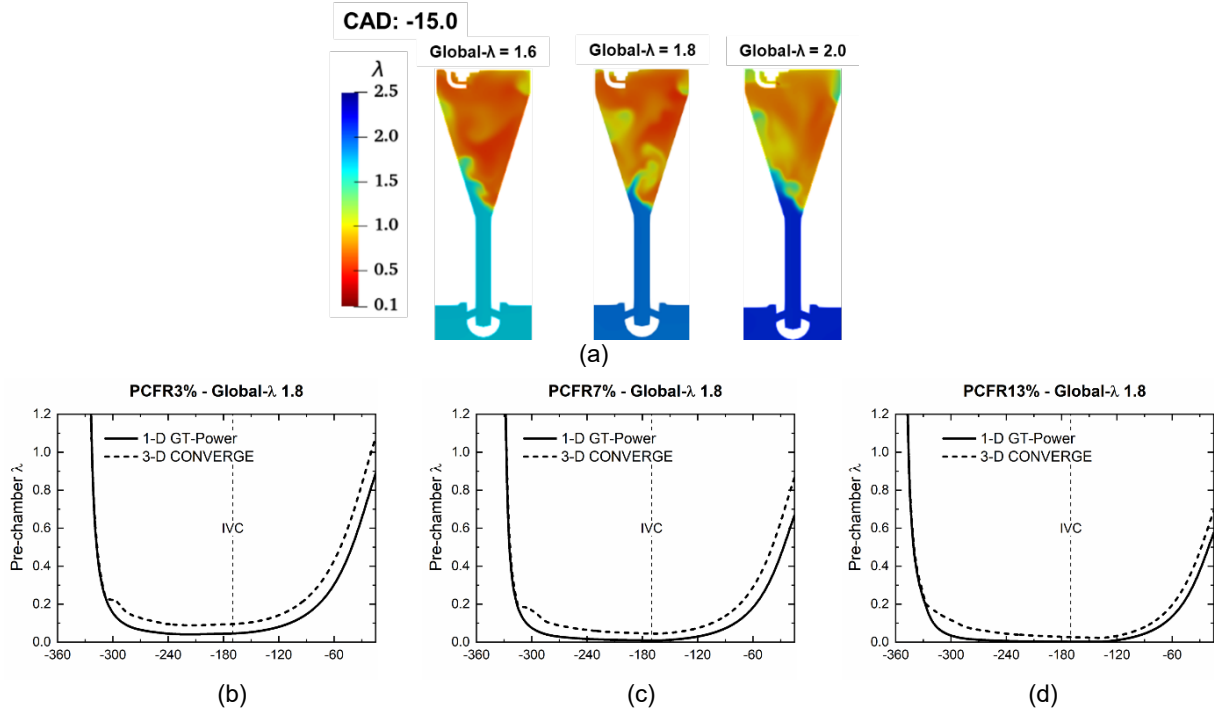 CAD: -15.0
Global-λ = 1.6
Global-λ = 1.8
Global-λ = 2.0
λ
2.5
2.0
1.5
1.0
0.5
0.1
(a)
PCFR3% - Global-λ 1.8
1-D GT-Power
3-D CONVERGE
IVC
Pre-chamber λ
1.2
1.0
0.8
0.6
0.4
0.2
0.0
-360 -300 -240 -180 -120 -60
(b)
PCFR7% - Global-λ 1.8
1-D GT-Power
3-D CONVERGE
IVC
Pre-chamber λ
1.2
1.0
0.8
0.6
0.4
0.2
0.0
-360 -300 -240 -180 -120 -60
(c)
PCFR13% - Global-λ 1.8
1-D GT-Power
3-D CONVERGE
IVC
Pre-chamber λ
1.2
1.0
0.8
0.6
0.4
0.2
0.0
-360 -300 -240 -180 -120 -60
(d)